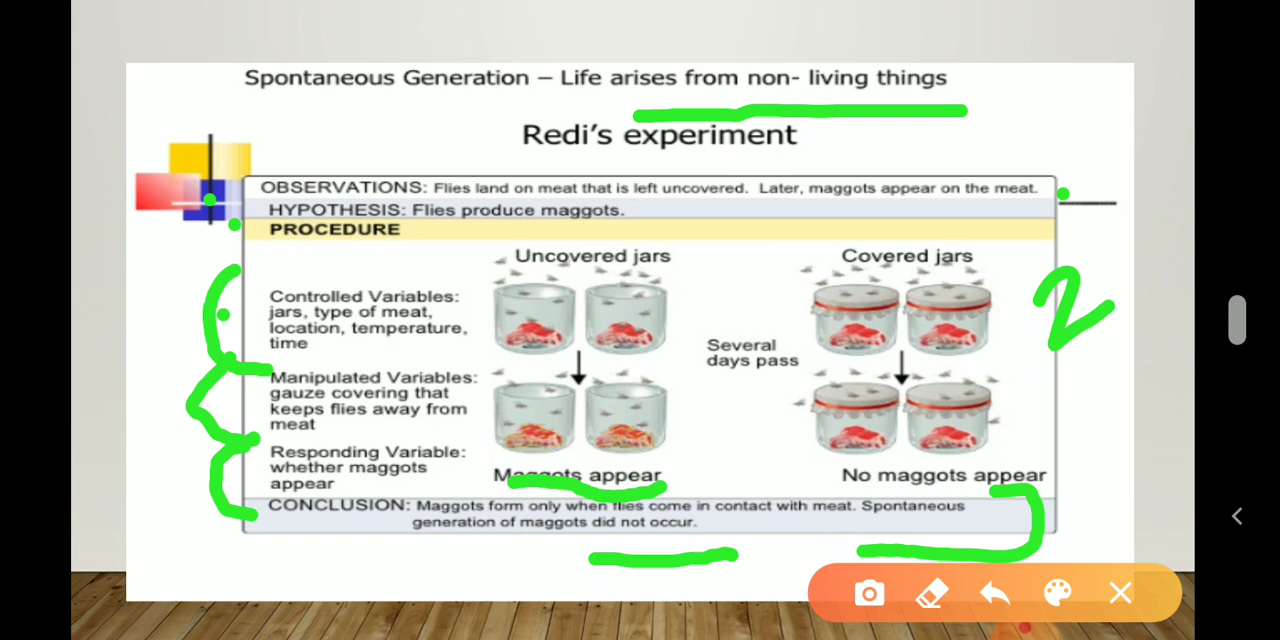 Spontaneous Generation – Life arises from non- living things
Redi's experiment
OBSERVATIONS: Flies land on meat that is left uncovered. Later, maggots appear on the meat.
HYPOTHESIS: Flies produce maggots.
PROCEDURE
Uncovered jars
Covered jars
Controlled Variables:
jars, type of meat,
location, temperature,
time
Several
days pass
Manipulated Variables:
gauze covering that
keeps flies away from
meat
Responding Variable:
whether maggots
appear
Maggots appear
No maggots appear
CONCLUSION: Maggots form only when flies come in contact with meat. Spontaneous
generation of maggots did not occur.